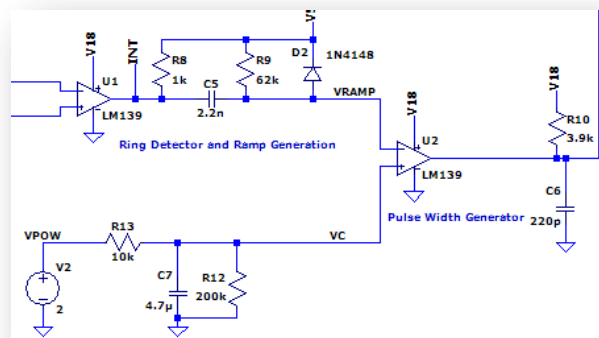 V18
INT
U1
LM139
R8
1k
C5
2.2n
R9
62k
D2
1N4148
VRAMP
Ring Detector and Ramp Generation
V18
U2
LM139
Pulse Width Generator
V18
R10
3.9k
C6
220p
VPOW
R13
10k
VC
V2
2
C7
4.7µ
R12
200k